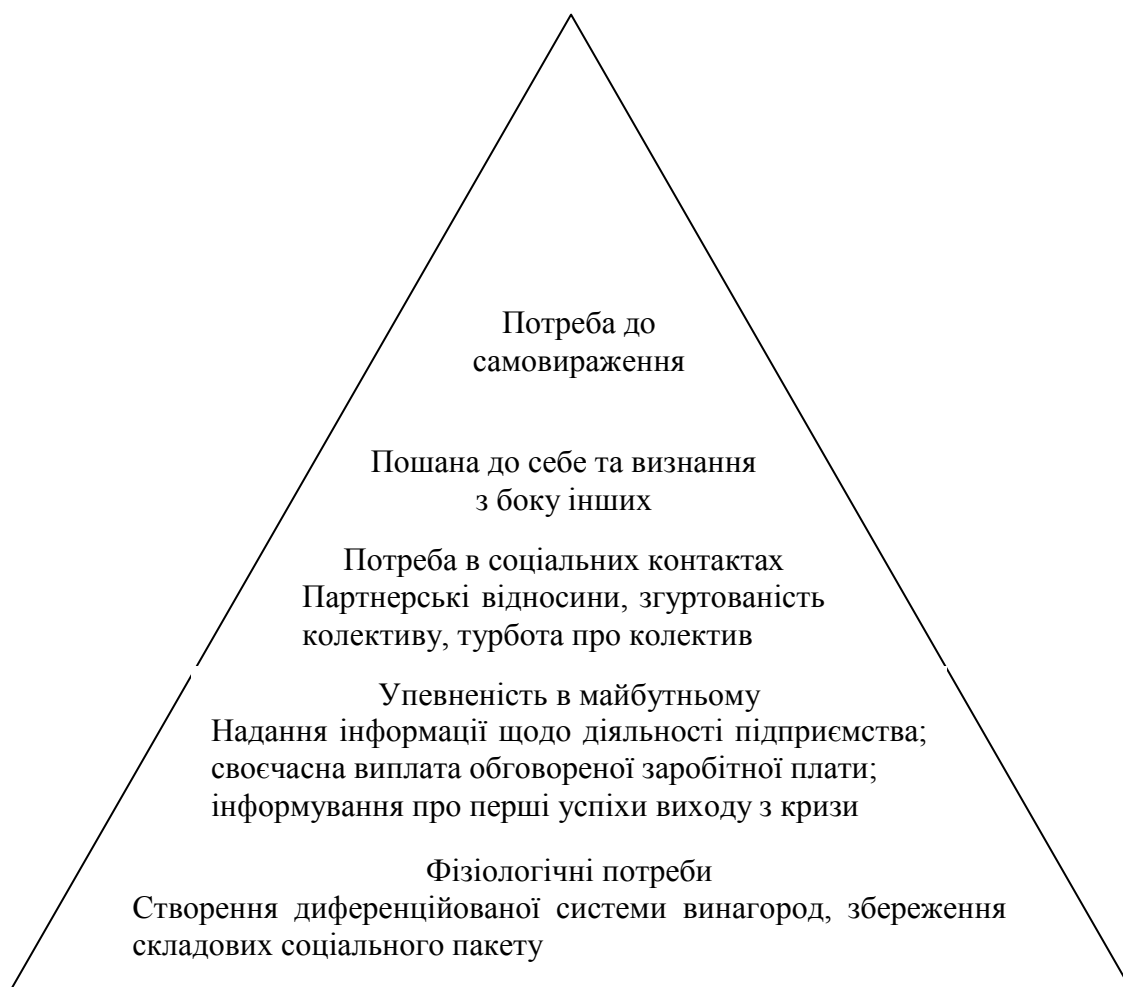 Потреба до
самовираження
Пошана до себе та визнання
з боку інших
Потреба в соціальних контактах
Партнерські відносини, згуртованість
колективу, турбота про колектив
Упевненість в майбутньому
Надання інформації щодо діяльності підприємства;
своєчасна виплата обговореної заробітної плати;
інформування про перші успіхи виходу з кризи
Фізіологічні потреби
Створення диференційованої системи винагород, збереження
складових соціального пакету